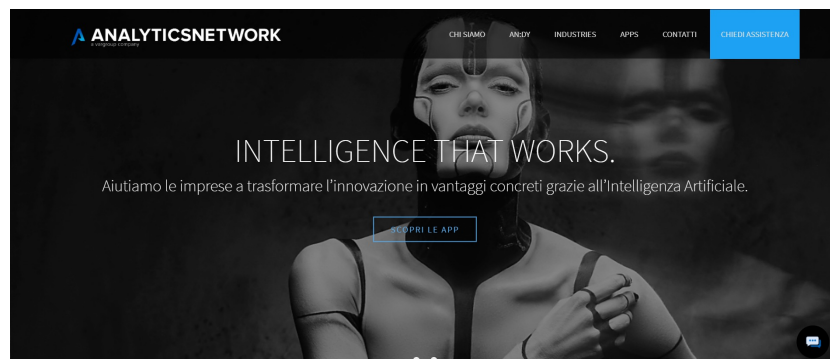 ANALYTICSNETWORK
a vargroup company
CHI SIAMO
AN:DY
INDUSTRIES
APPS
CONTATTI
CHIEDI ASSISTENZA
INTELLIGENCE THAT WORKS.
Aiutiamo le imprese a trasformare l'innovazione in vantaggi concreti grazie all'Intelligenza Artificiale.
SCOPRI LE APP